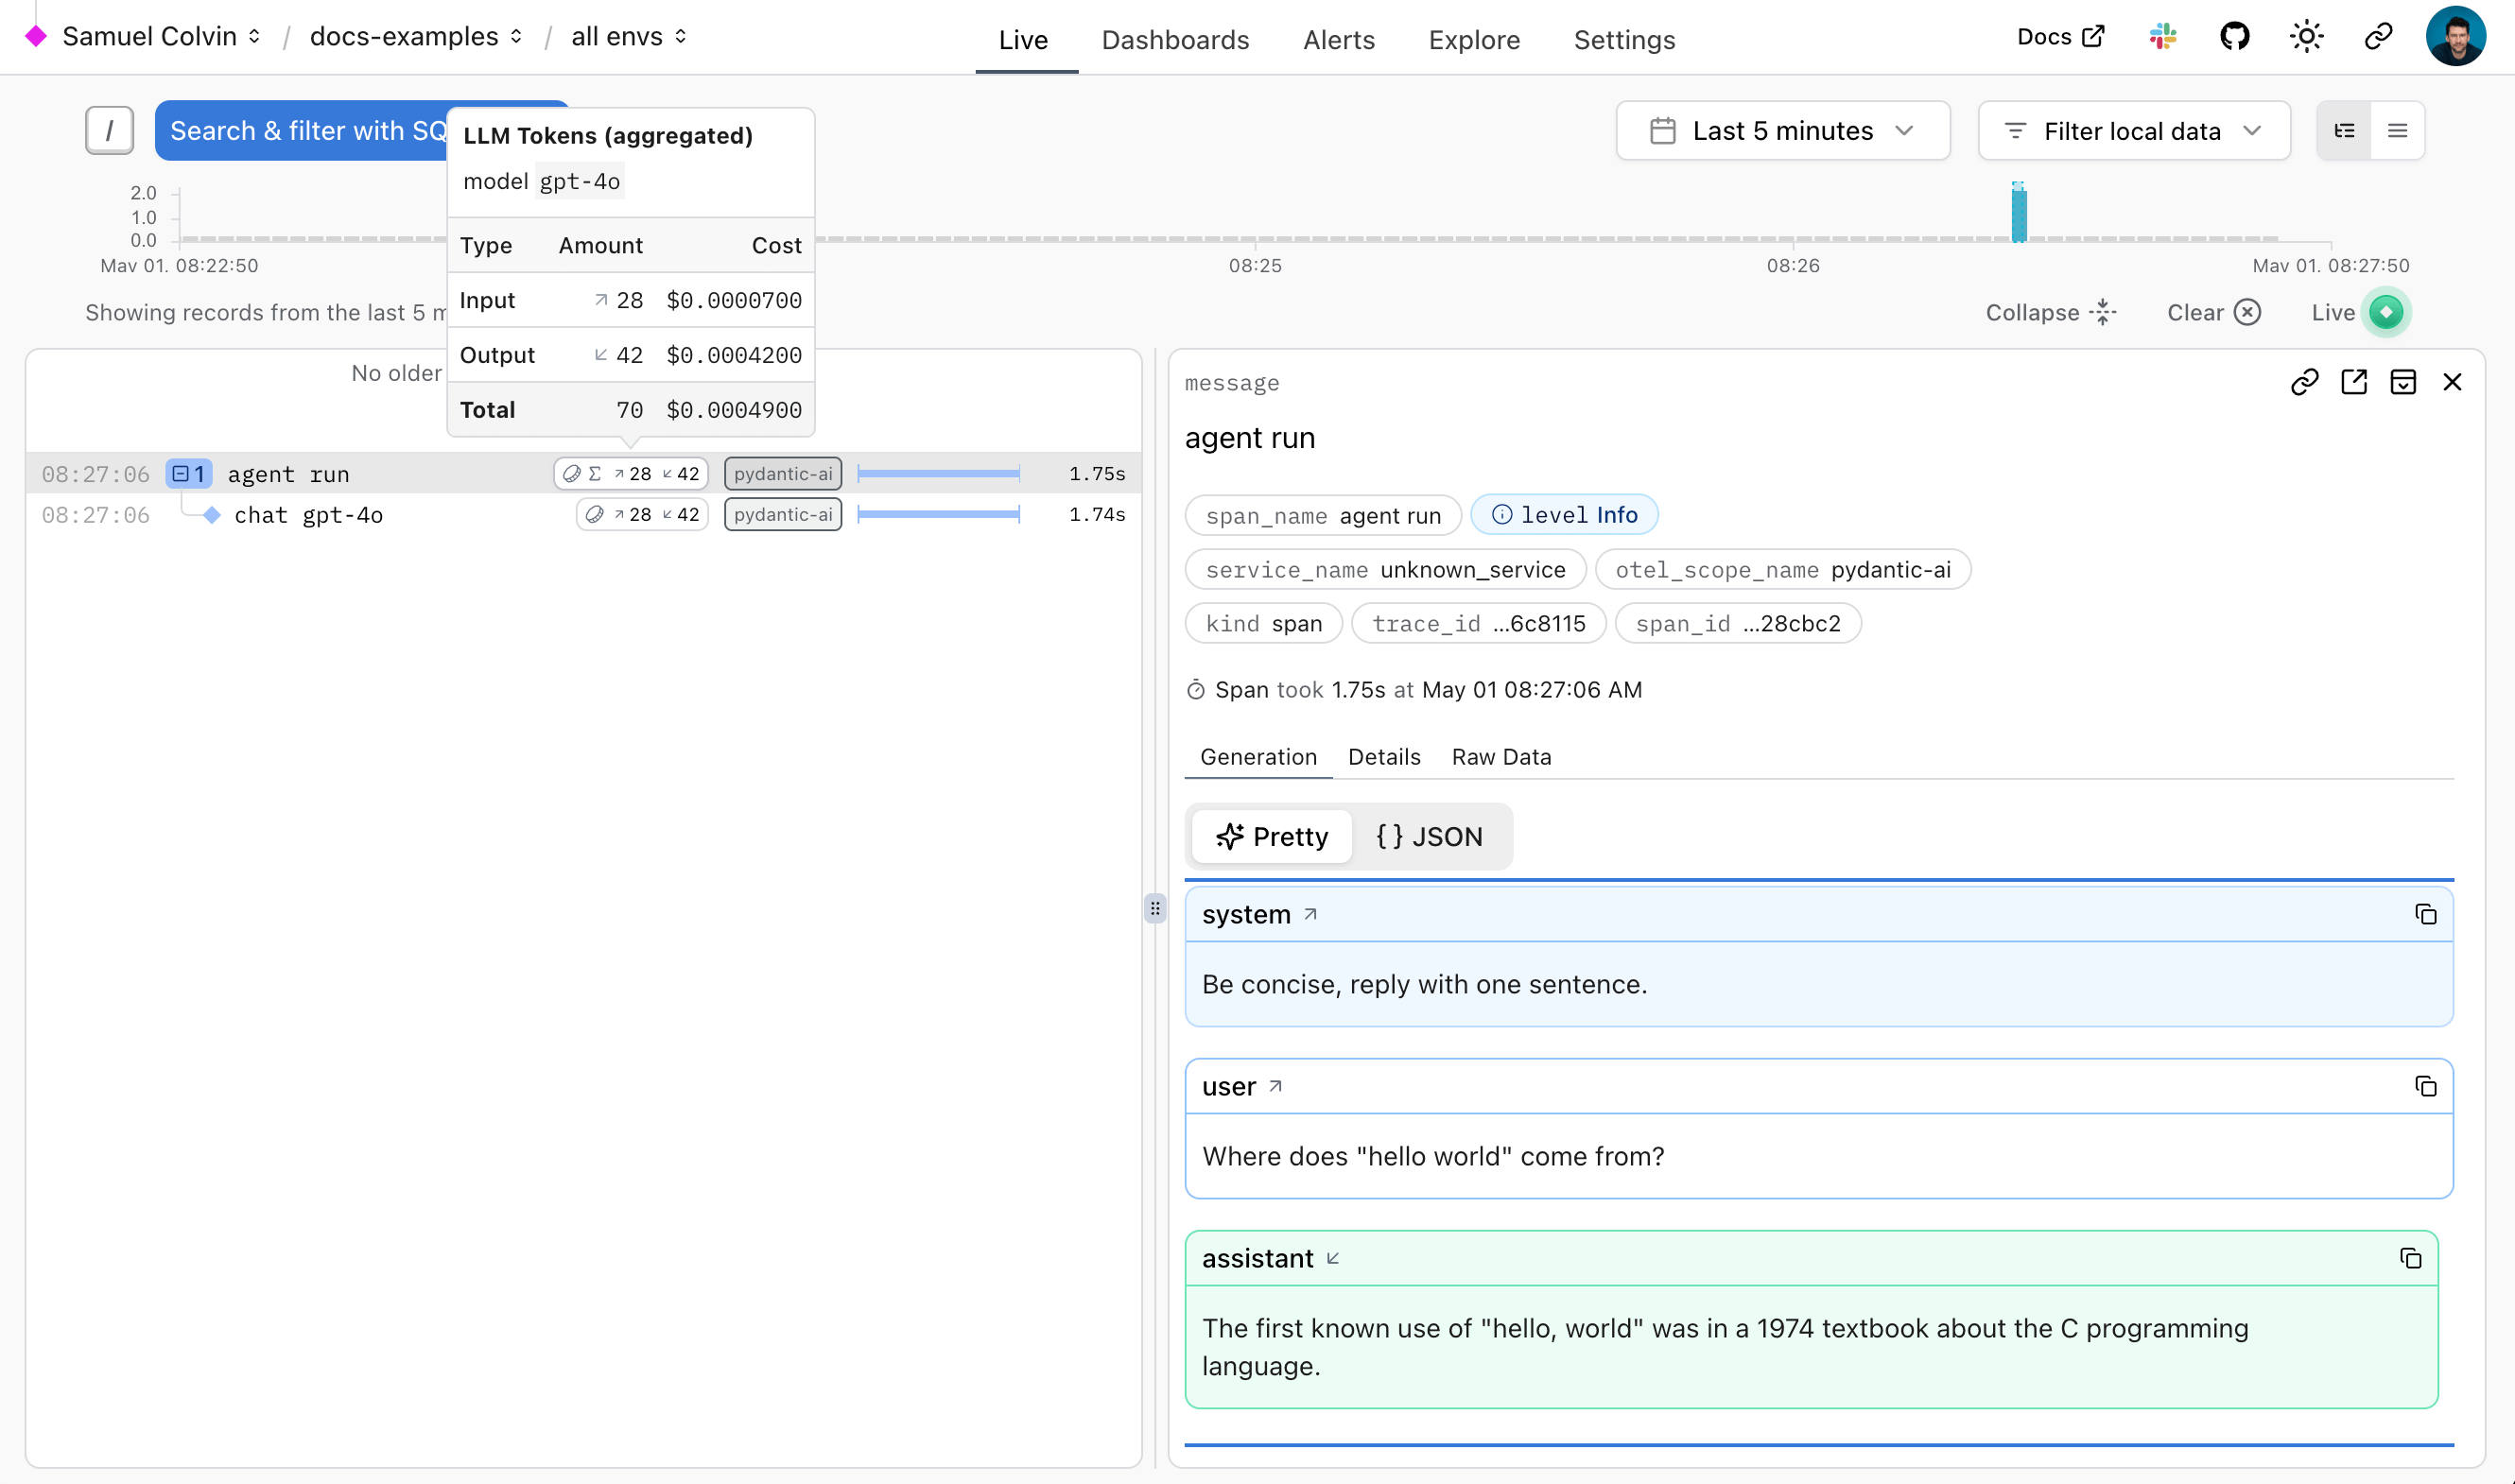 Samuel Colvin / docs-examples / all envs
Live Dashboards Alerts Explore Settings
Docs
/ Search & filter with SQ
Last 5 minutes
Filter local data
LLM Tokens (aggregated)
model gpt-4o
Type Amount Cost
Input ↗ 28 $0.0000700
Output ↙ 42 $0.0004200
Total 70 $0.0004900
2.0
1.0
0.0
May 01, 08:22:50
08:25
08:26
May 01, 08:27:50
Showing records from the last 5 m
Collapse
Clear
Live
No older
08:27:06 1 agent run Σ ↗ 28 ↙ 42 pydantic-ai 1.75s
08:27:06 chat gpt-4o ↗ 28 ↙ 42 pydantic-ai 1.74s
message
agent run
span_name agent run level Info
service_name unknown_service otel_scope_name pydantic-ai
kind span trace_id ...6c8115 span_id ...28cbc2
Span took 1.75s at May 01 08:27:06 AM
Generation Details Raw Data
Pretty {} JSON
system ↗
Be concise, reply with one sentence.
user ↗
Where does "hello world" come from?
assistant ↙
The first known use of "hello, world" was in a 1974 textbook about the C programming
language.